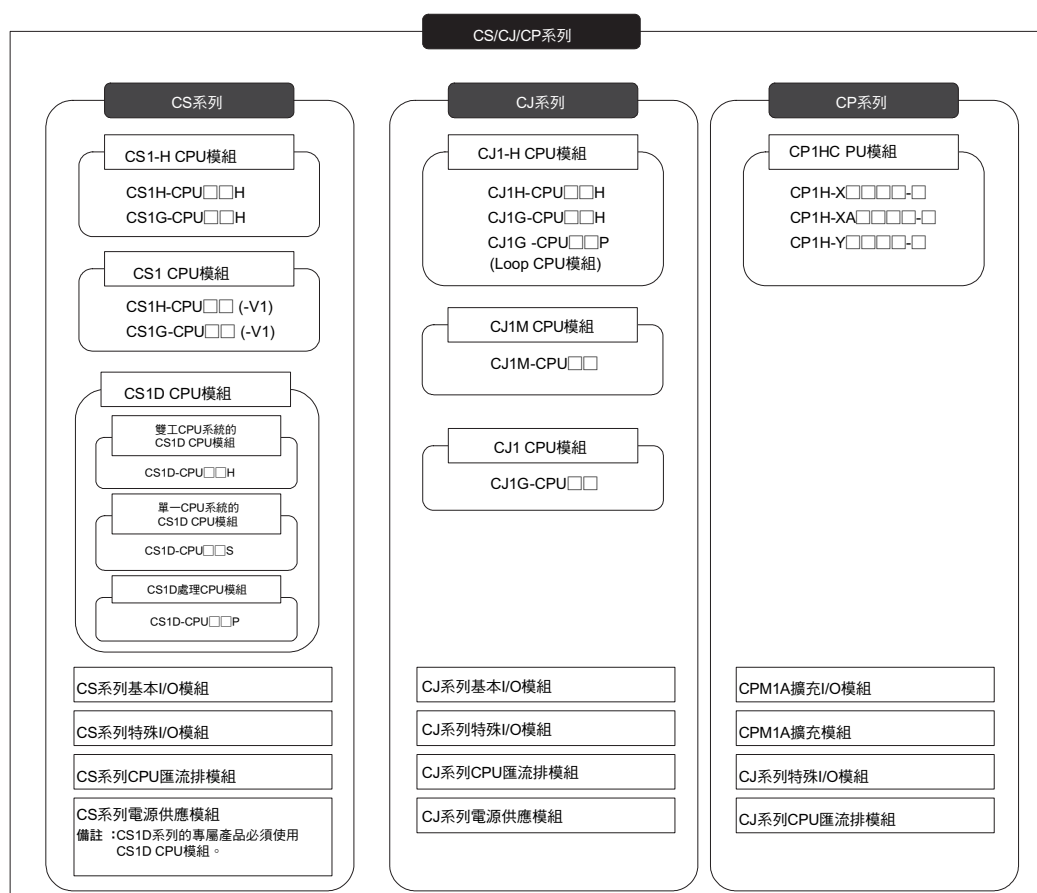 CS/CJ/CP系列
CS系列
CS1-H CPU模組
CS1H-CPU□□H
CS1G-CPU□□H
CS1 CPU模組
CS1H-CPU□□ (-V1)
CS1G-CPU□□ (-V1)
CS1D CPU模組
雙工CPU系統的
CS1D CPU模組
CS1D-CPU□□H
單一CPU系統的
CS1D CPU模組
CS1D-CPU□□S
CS1D處理CPU模組
CS1D-CPU□□P
CS系列基本I/O模組
CS系列特殊I/O模組
CS系列CPU匯流排模組
CS系列電源供應模組
備註 :CS1D系列的專屬產品必須使用
CS1D CPU模組。
CJ系列
CJ1-H CPU模組
CJ1H-CPU□□H
CJ1G-CPU□□H
CJ1G -CPU□□P
(Loop CPU模組)
CJ1M CPU模組
CJ1M-CPU□□
CJ1 CPU模組
CJ1G-CPU□□
CJ系列基本I/O模組
CJ系列特殊I/O模組
CJ系列CPU匯流排模組
CJ系列電源供應模組
CP系列
CP1HC PU模組
CP1H-X□□□□-□
CP1H-XA□□□□-□
CP1H-Y□□□□-□
CPM1A擴充I/O模組
CPM1A擴充模組
CJ系列特殊I/O模組
CJ系列CPU匯流排模組